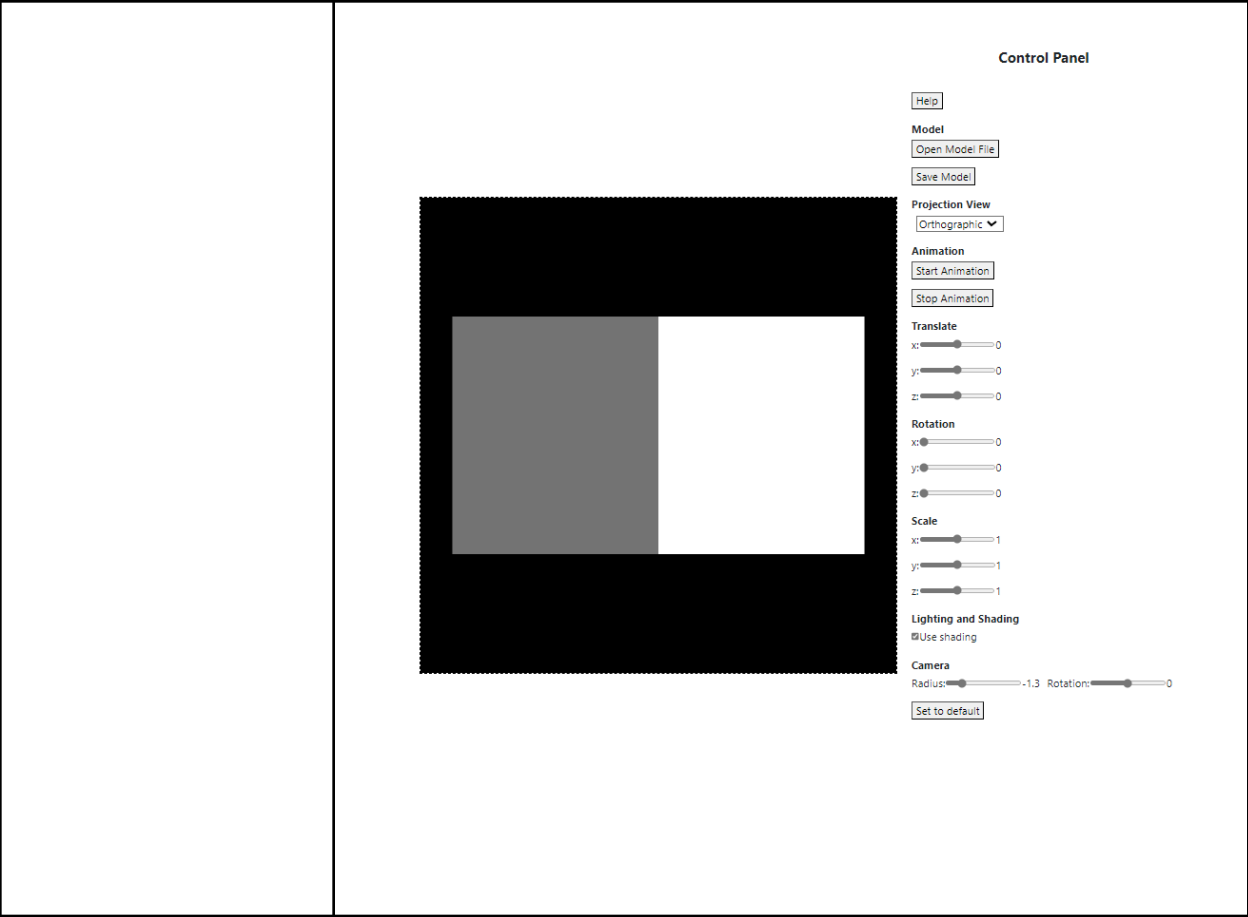 Control Panel
Help
Model
Open Model File
Save Model
Projection View
Orthographic
Animation
Start Animation
Stop Animation
Translate
x: 0
y: 0
z: 0
Rotation
x: 0
y: 0
z: 0
Scale
x: 1
y: 1
z: 1
Lighting and Shading
Use shading
Camera
Radius: -1.3 Rotation: 0
Set to default